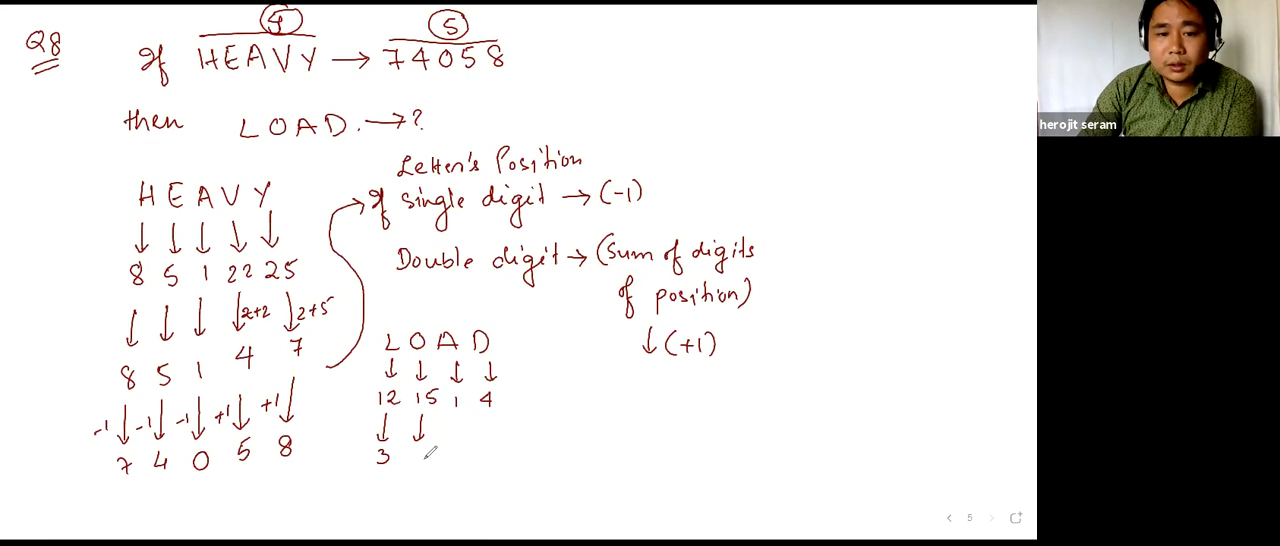 4 5
Q8 If HEAVY → 74058
then LOAD. → ?
Letter's Position
If single digit → (-1)
Double digit → (Sum of digits
of position)
↓ (+1)
H E A V Y
8 5 1 22 25
2+2 2+5
8 5 1 4 7
-1 -1 -1 +1 +1
7 4 0 5 8
L O A D
12 15 1 4
3
herojit seram
5